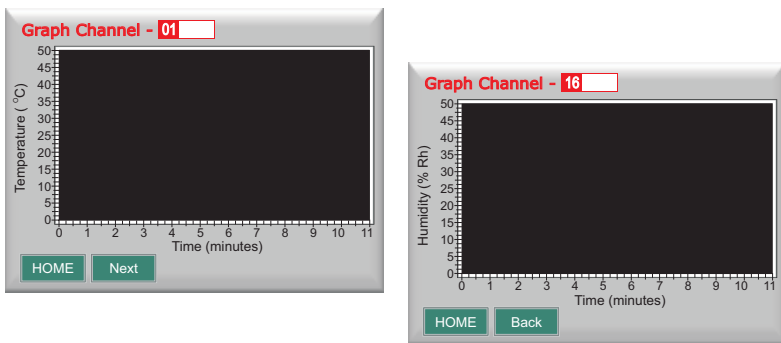 Graph Channel - 01
50
45
40
35
30
25
20
15
10
5
0
Temperature ( °C)
0 1 2 3 4 5 6 7 8 9 10 11
Time (minutes)
HOME Next
Graph Channel - 16
50
45
40
35
30
25
20
15
10
5
0
Humidity (% Rh)
0 1 2 3 4 5 6 7 8 9 10 11
Time (minutes)
HOME Back